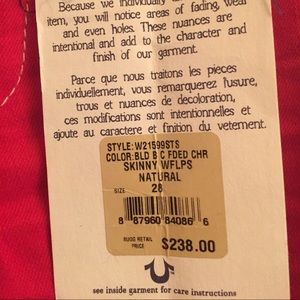 Because we individually
item, you will notice areas of fading, wear
and even holes. These nuances are
intentional and add to the character and
finish of our garment.
Parce que nous traitons les pieces
individuellement, vous remarquerez l'usure,
trous et nuances de decoloration,
ces modifications sont intentionelles et
ajoute au caractere et finition du vetement.
STYLE:W21599STS
COLOR:BLD B C FDED CHR
SKINNY WFLPS
NATURAL
SIZE 28
8 87960 84086 6
SUGG RETAIL
PRICE $238.00
see inside garment for care instructions